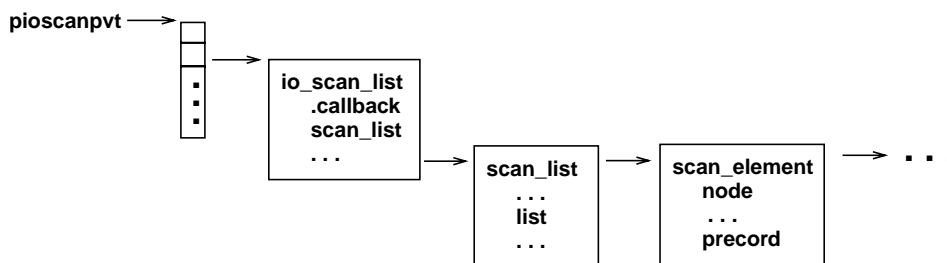 pioscanpvt
io_scan_list
.callback
scan_list
. . .
scan_list
. . .
list
. . .
scan_element
node
. . .
precord
. .